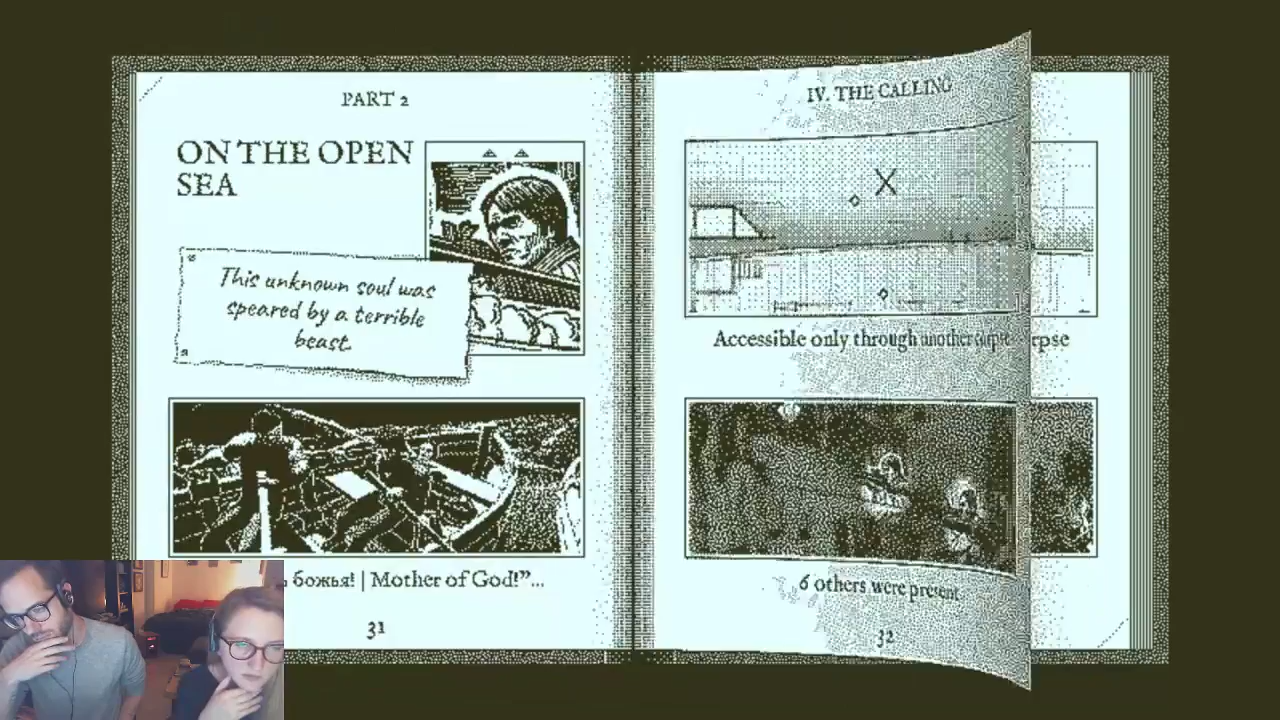 PART 2
ON THE OPEN
SEA
This unknown soul was
speared by a terrible
beast.
божья! | Mother of God!”...
31
IV. THE CALLING
Accessible only through another corpse
6 others were present
32